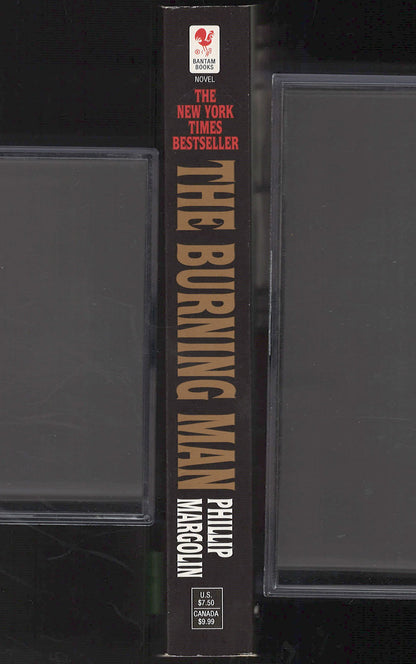 BANTAM
BOOKS
NOVEL
THE
NEW YORK
TIMES
BESTSELLER
THE BURNING MAN
PHILLIP
MARGOLIN
U.S.
$7.50
CANADA
$9.99